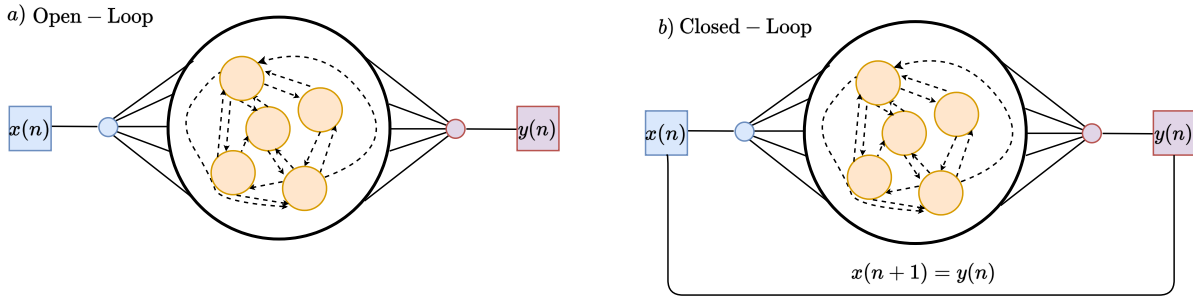 a) Open – Loop
x(n)
y(n)
b) Closed – Loop
x(n)
y(n)
x(n + 1) = y(n)